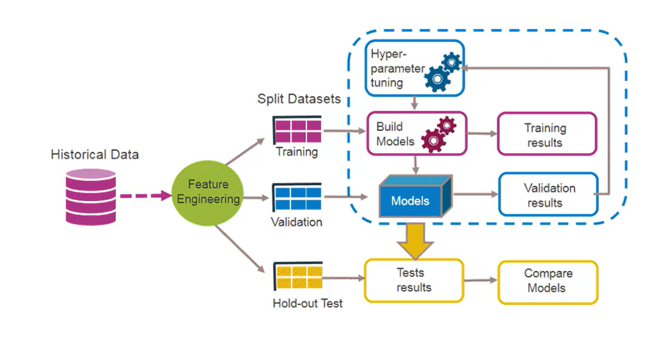 Historical Data
Feature
Engineering
Split Datasets
Training
Validation
Hold-out Test
Hyper-
parameter
tuning
Build
Models
Training
results
Models
Validation
results
Tests
results
Compare
Models